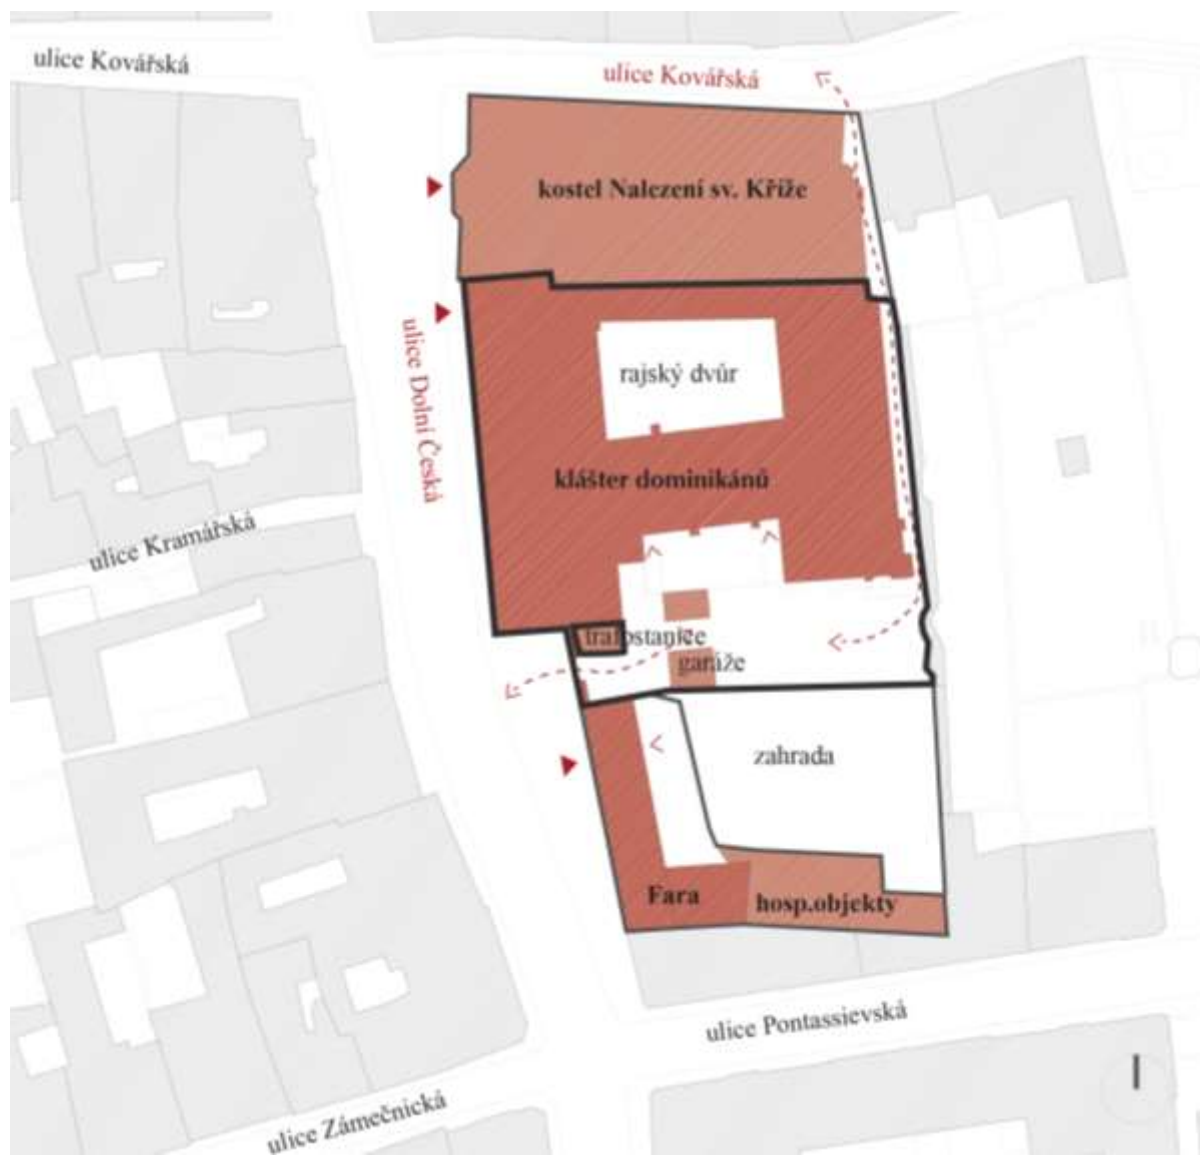 ulice Kovářská
ulice Kovářská
kostel Nalezení sv. Kříže
ulice Dolní Česká
rajský dvůr
klášter dominikánů
ulice Kramářská
trafostanice
garáže
zahrada
Fara
hosp.objekty
ulice Pontassievská
ulice Zámečnická